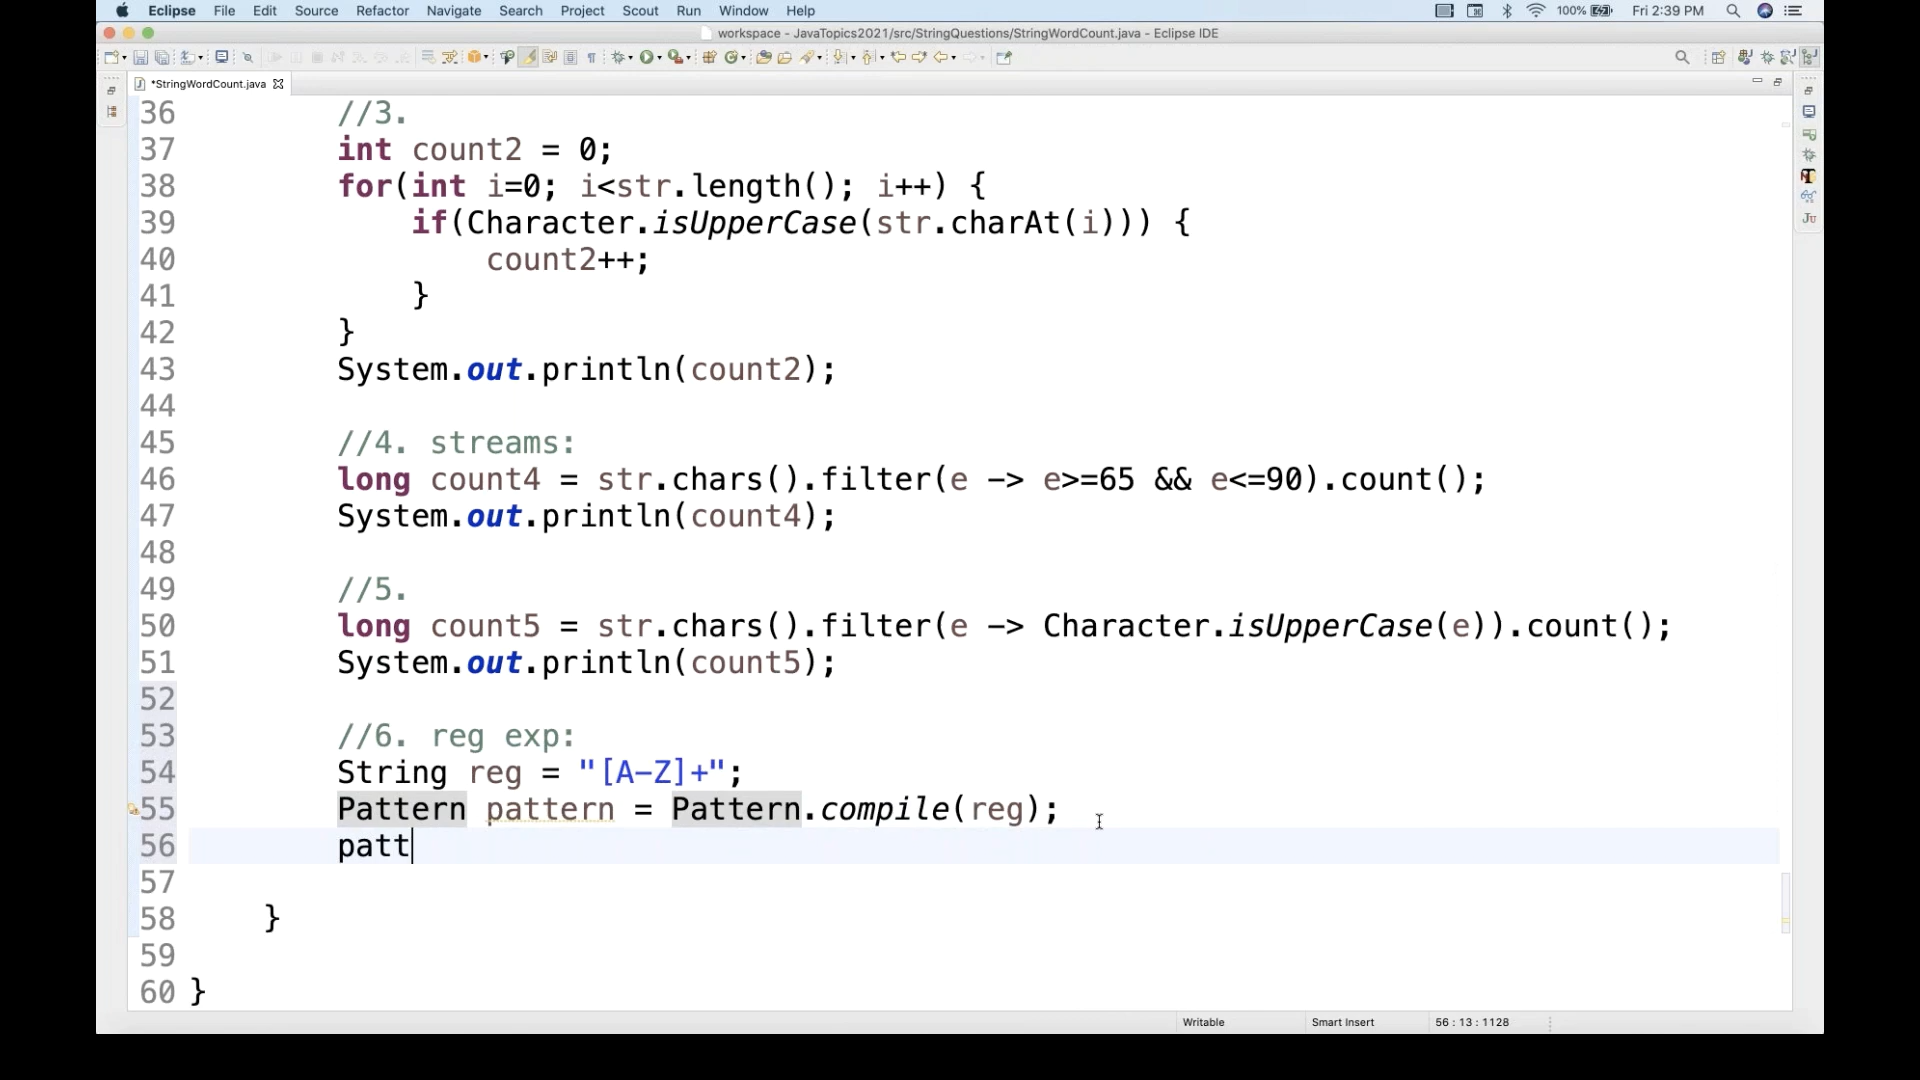 Eclipse File Edit Source Refactor Navigate Search Project Scout Run Window Help 100% Fri 2:39 PM
workspace - JavaTopics2021/src/StringQuestions/StringWordCount.java - Eclipse IDE
*StringWordCount.java
36 //3.
37 int count2 = 0;
38 for(int i=0; i<str.length(); i++) {
39 if(Character.isUpperCase(str.charAt(i))) {
40 count2++;
41 }
42 }
43 System.out.println(count2);
44
45 //4. streams:
46 long count4 = str.chars().filter(e -> e>=65 && e<=90).count();
47 System.out.println(count4);
48
49 //5.
50 long count5 = str.chars().filter(e -> Character.isUpperCase(e)).count();
51 System.out.println(count5);
52
53 //6. reg exp:
54 String reg = "[A-Z]+";
55 Pattern pattern = Pattern.compile(reg);
56 patt
57
58 }
59
60 }
Writable Smart Insert 56 : 13 : 1128